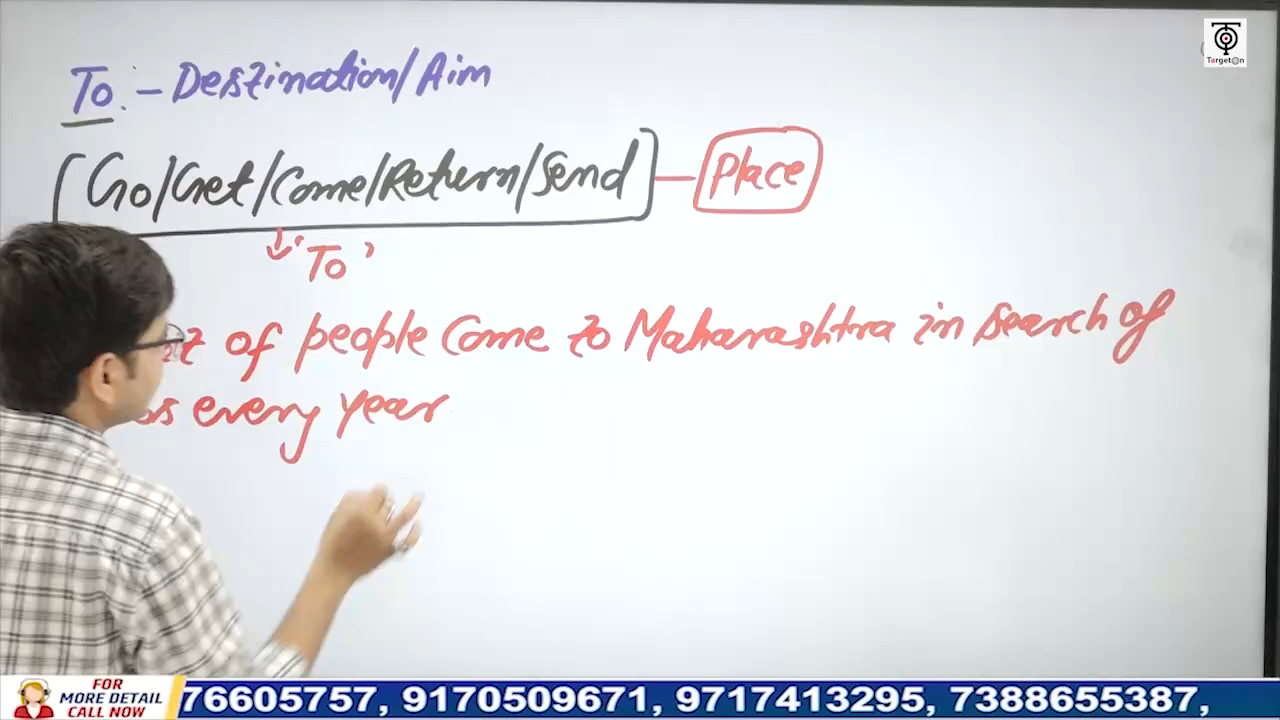 To :- Destination/Aim
TargetOn
[Go/Get/Come/Return/Send] - Place
'To'
of people Come to Maharashtra in search of
every year
FOR
MORE DETAIL
CALL NOW
76605757, 9170509671, 9717413295, 7388655387,